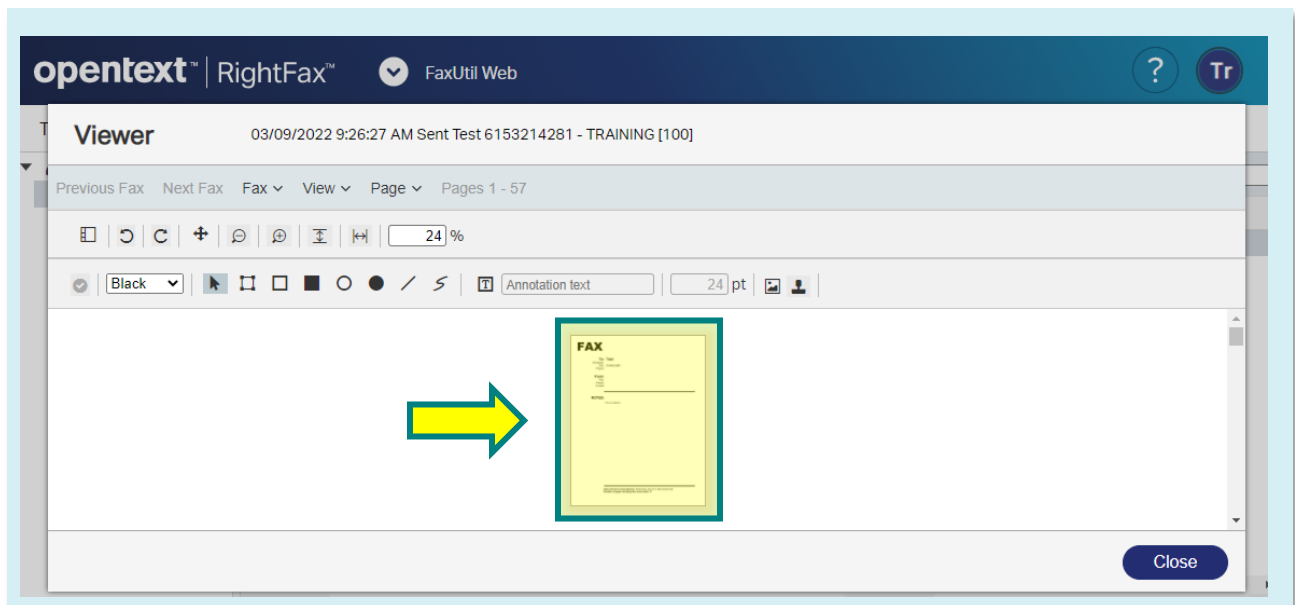 opentext™ | RightFax™ FaxUtil Web ? Tr
T
Viewer 03/09/2022 9:26:27 AM Sent Test 6153214281 - TRAINING [100]
Previous Fax Next Fax Fax View Page Pages 1 - 57
24 %
Black T Annotation text 24 pt
FAX
Close